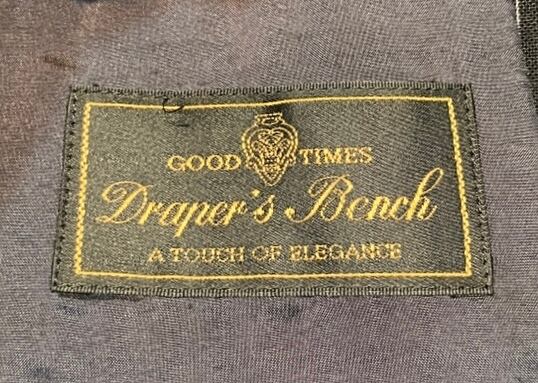 GOOD TIMES
Draper's Bench
A TOUCH OF ELEGANCE